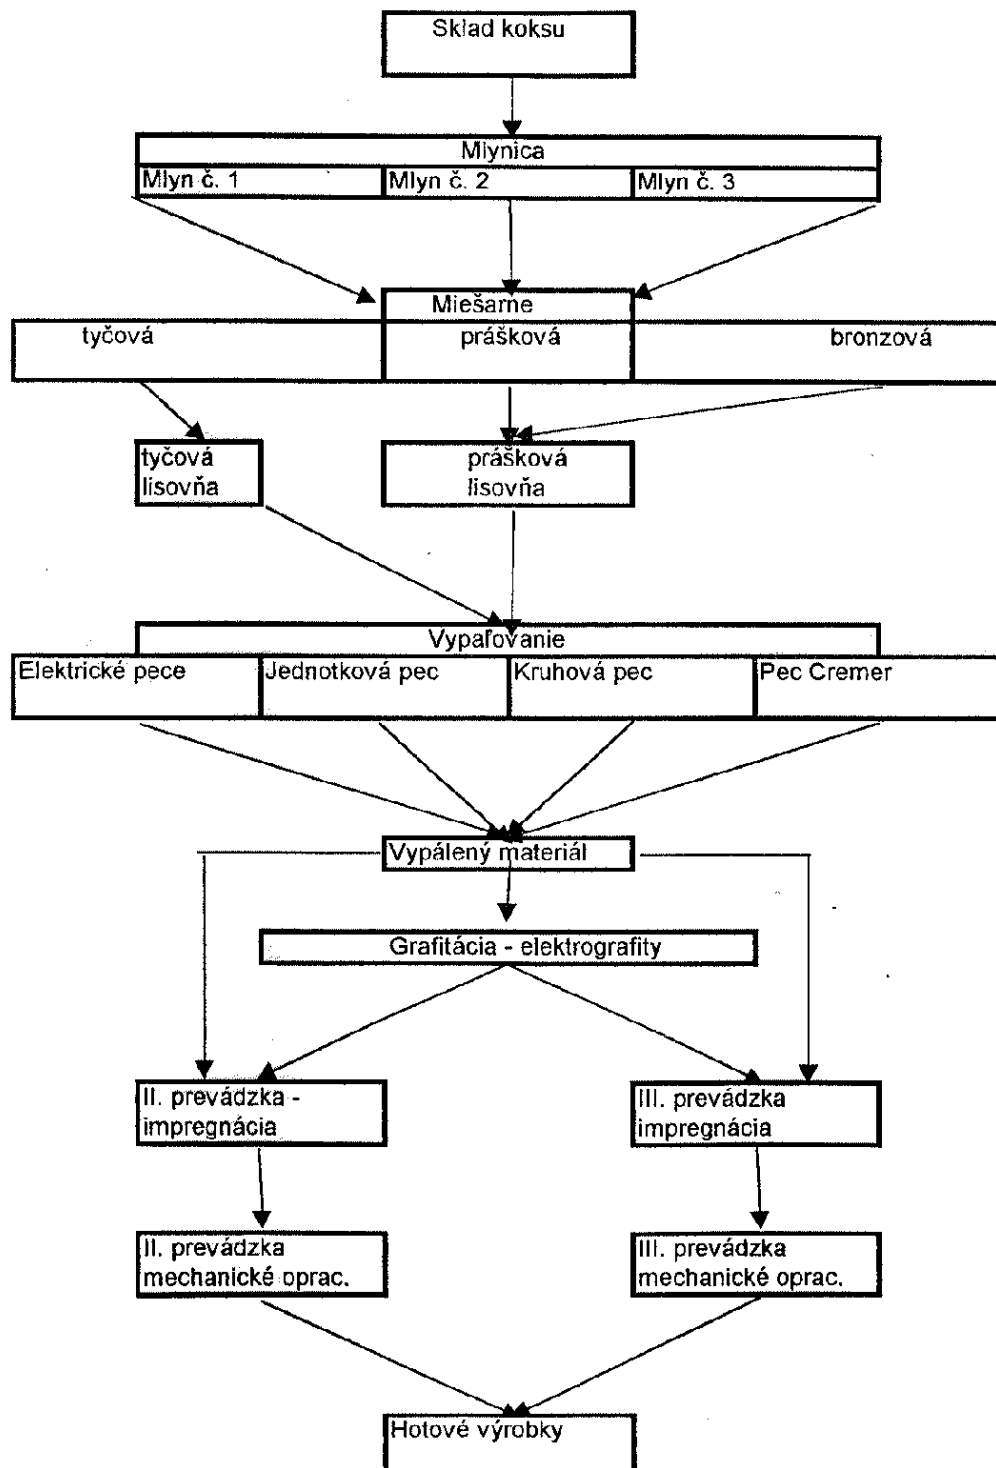 Sklad koksu
Mlynica
Mlyn č. 1
Mlyn č. 2
Mlyn č. 3
Miešarne
tyčová
prášková
bronzová
tyčová
lisovňa
prášková
lisovňa
Vypaľovanie
Elektrické pece
Jednotková pec
Kruhová pec
Pec Cremer
Vypálený materiál
Grafitácia - elektrografity
II. prevádzka -
impregnácia
III. prevádzka
impregnácia
II. prevádzka
mechanické oprac.
III. prevádzka
mechanické oprac.
Hotové výrobky